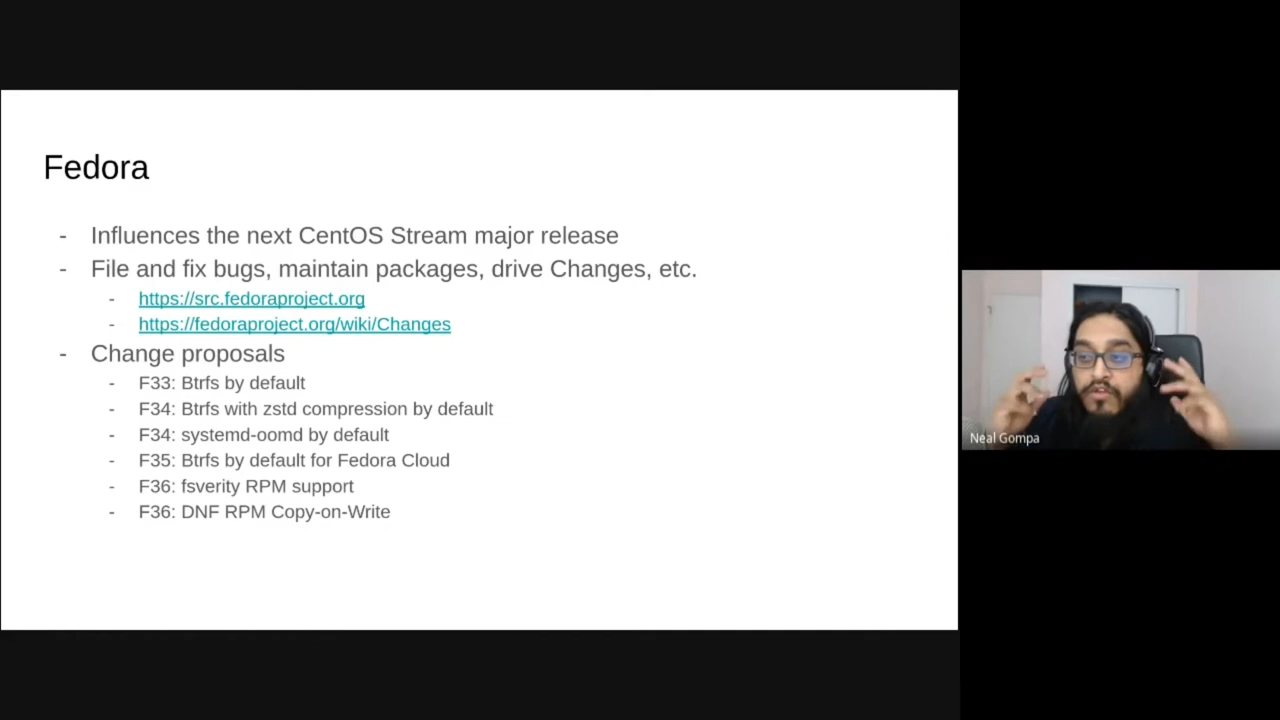 Fedora
- Influences the next CentOS Stream major release
- File and fix bugs, maintain packages, drive Changes, etc.
- https://src.fedoraproject.org
- https://fedoraproject.org/wiki/Changes
- Change proposals
- F33: Btrfs by default
- F34: Btrfs with zstd compression by default
- F34: systemd-oomd by default
- F35: Btrfs by default for Fedora Cloud
- F36: fsverity RPM support
- F36: DNF RPM Copy-on-Write
Neal Gompa